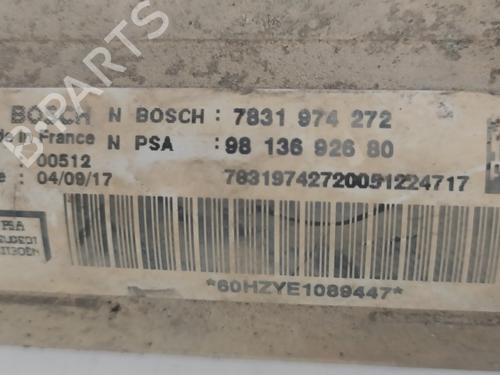 BOSCH N BOSCH : 7831 974 272
de In France N PSA : 98 136 926 80
00512
e : 04/09/17 78319742720051224717
PSA
*60HZYE1089447*